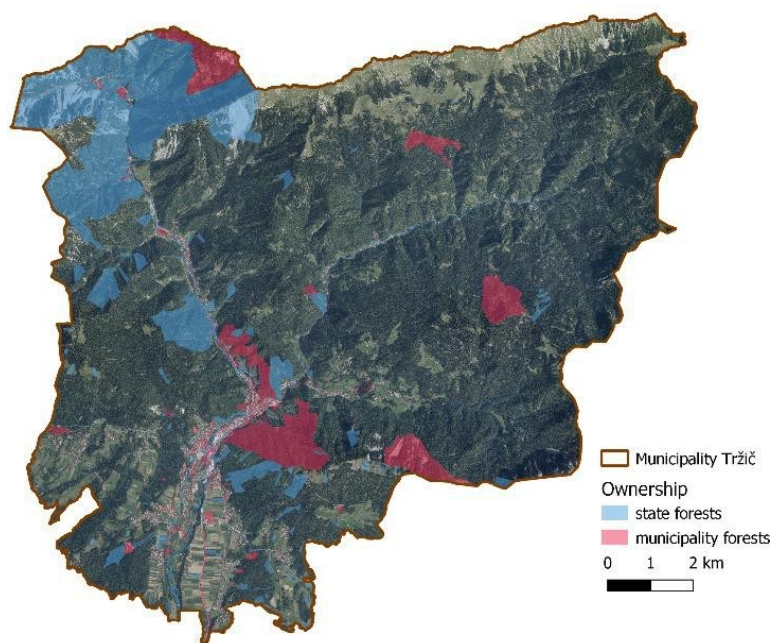 Municipality Tržič
Ownership
state forests
municipality forests
0 1 2 km